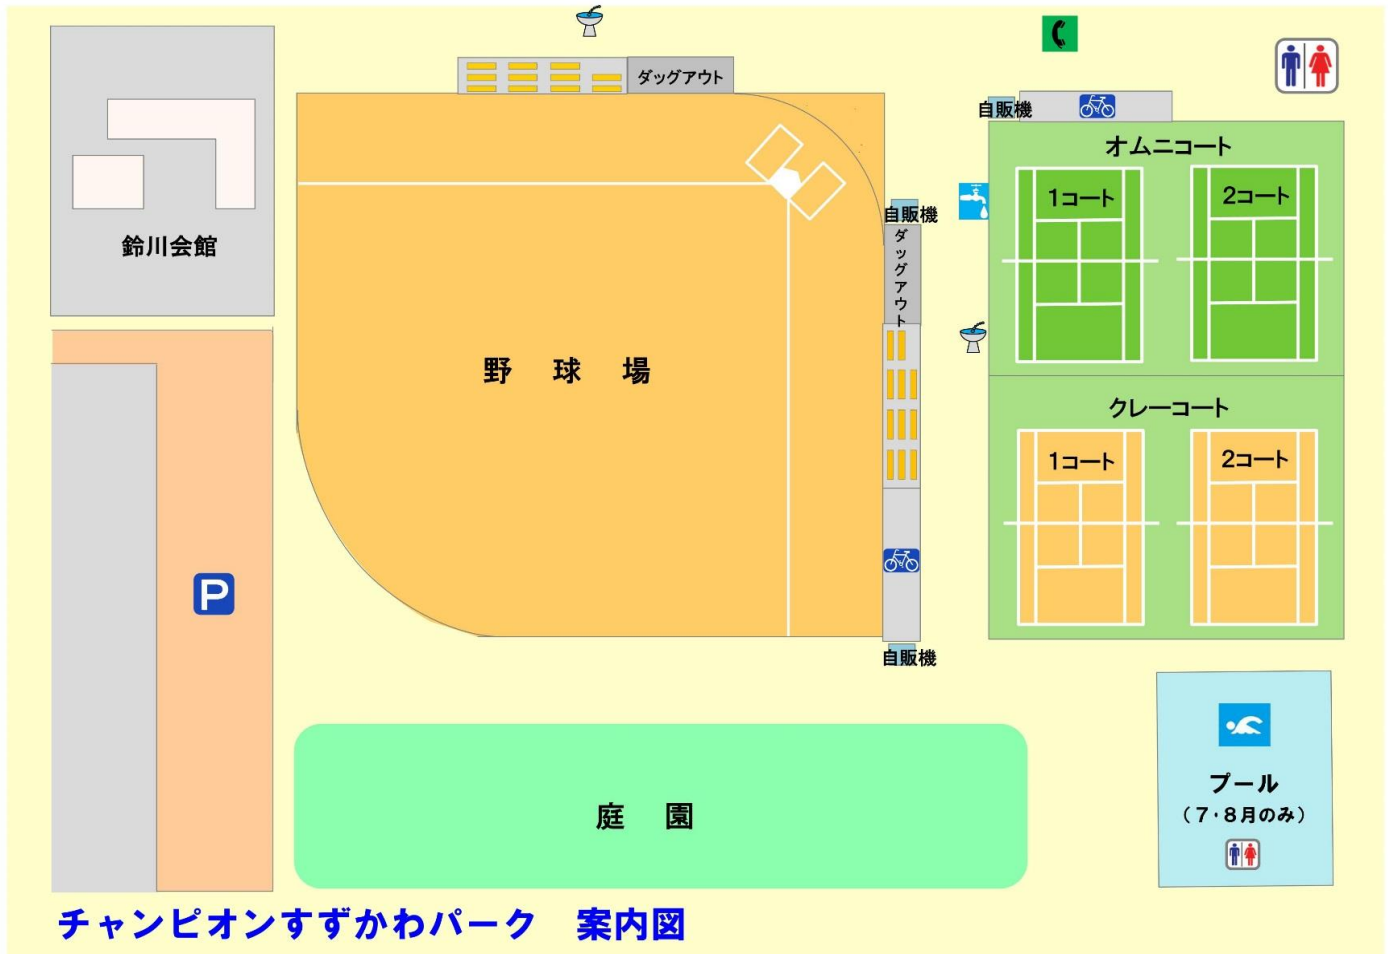 ダッグアウト
自販機
オムニコート
1コート
2コート
自販機
ダッグアウト
鈴川会館
野球場
クレーコート
1コート
2コート
P
自販機
プール
(7・8月のみ)
庭園
チャンピオンすずかわパーク 案内図